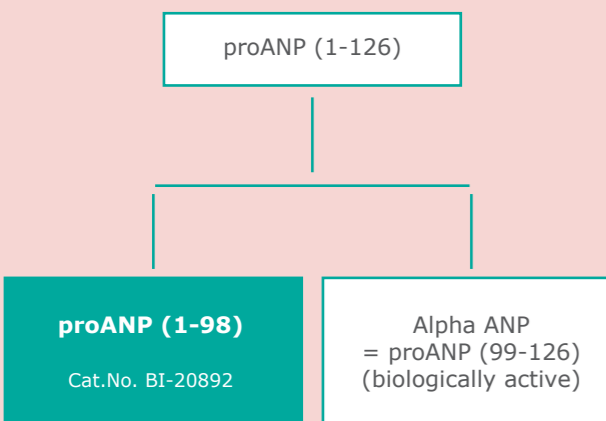 proANP (1-126)
proANP (1-98)
Cat.No. BI-20892
Alpha ANP
= proANP (99-126)
(biologically active)